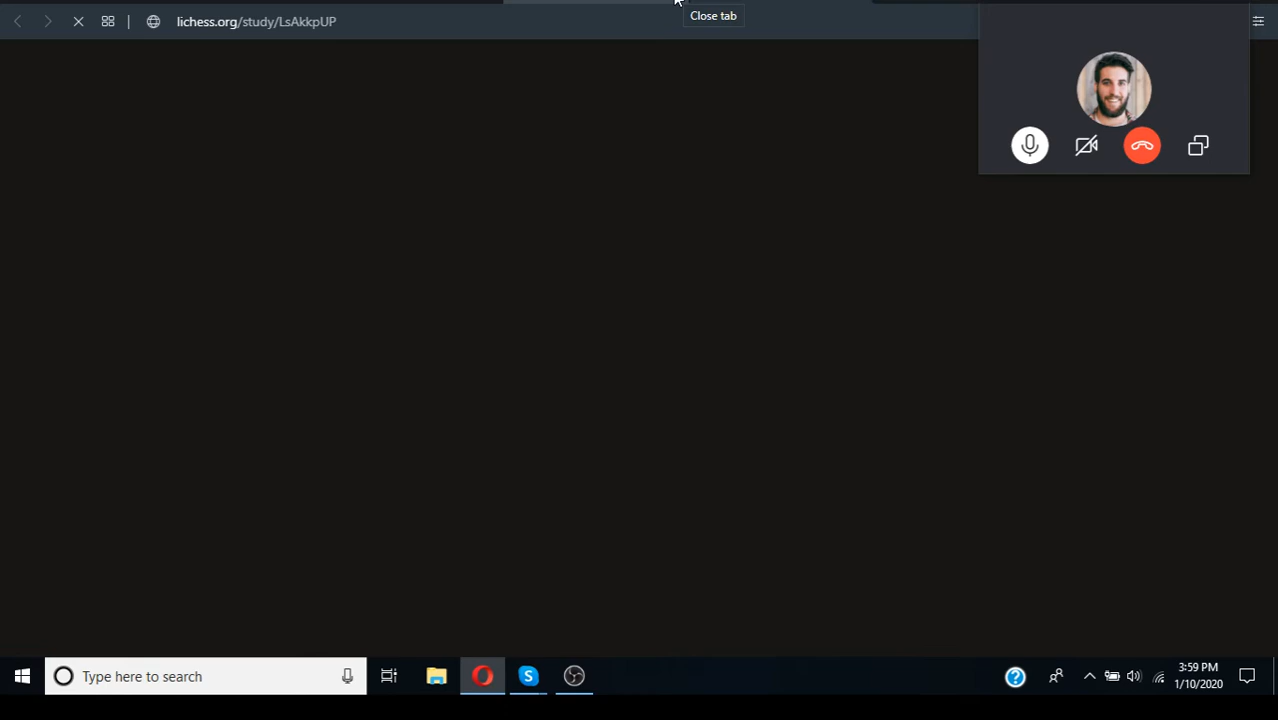 lichess.org/study/LsAkkpUP
Close tab
Type here to search
3:59 PM
1/10/2020